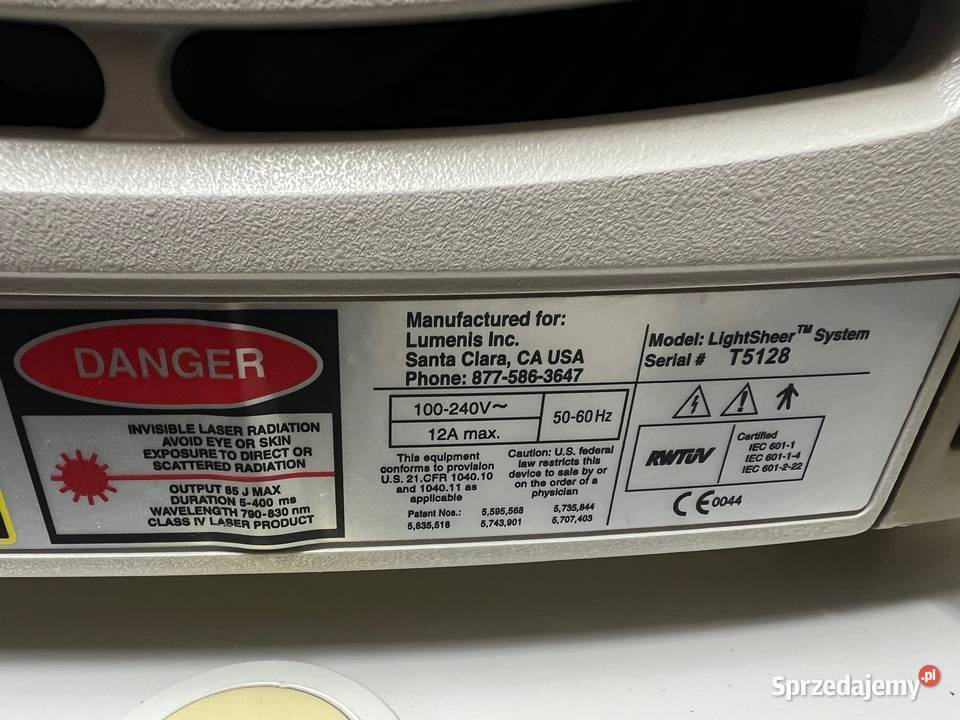 DANGER
INVISIBLE LASER RADIATION
AVOID EYE OR SKIN
EXPOSURE TO DIRECT OR
SCATTERED RADIATION
OUTPUT 65 J MAX
DURATION 5-400 ms
WAVELENGTH 790-830 nm
CLASS IV LASER PRODUCT
Manufactured for:
Lumenis Inc.
Santa Clara, CA USA
Phone: 877-586-3647
100-240V~
12A max.
50-60 Hz
This equipment
conforms to provision
U.S. 21.CFR 1040.10
and 1040.11 as
applicable
Caution: U.S. federal
law restricts this
device to sale by or
on the order of a
physician
Patent Nos.: 5,595,568 5,735,844
5,835,518 5,743,901 5,707,403
Model: LightSheer™ System
Serial # T5128
RWTÜV
Certified
IEC 601-1
IEC 601-1-4
IEC 601-2-22
CE 0044
Sprzedajemy.pl